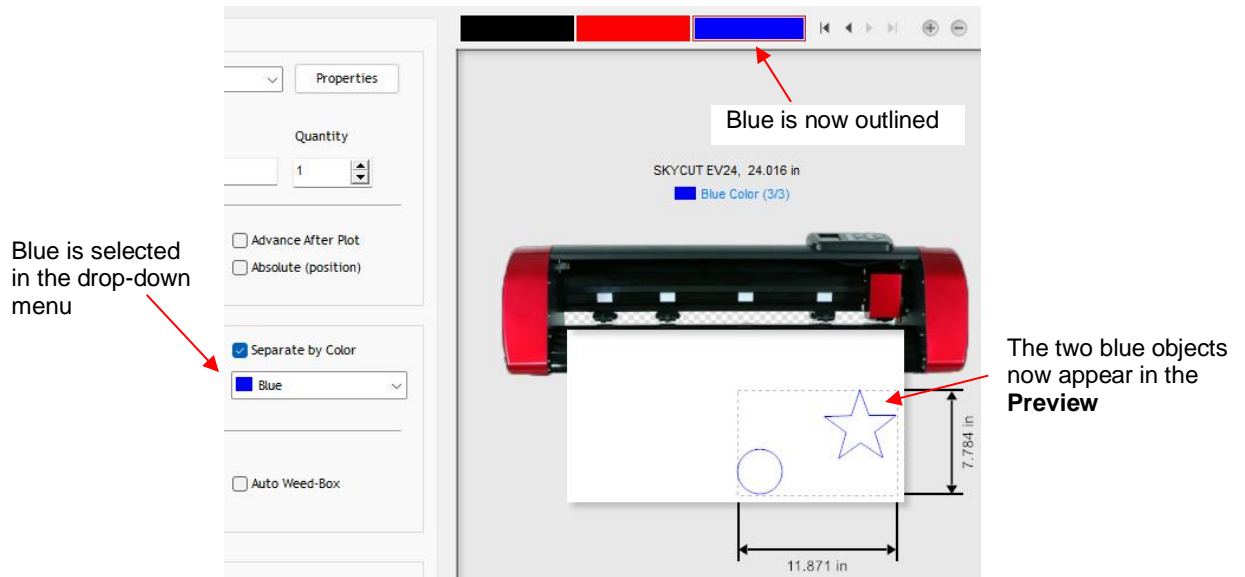 Properties
Blue is now outlined
Quantity
1
SKYCUT EV24, 24.016 in
Blue Color (3/3)
Blue is selected
in the drop-down
menu
Advance After Plot
Absolute (position)
Separate by Color
Blue
The two blue objects
now appear in the
Preview
7.784 in
Auto Weed-Box
11.871 in